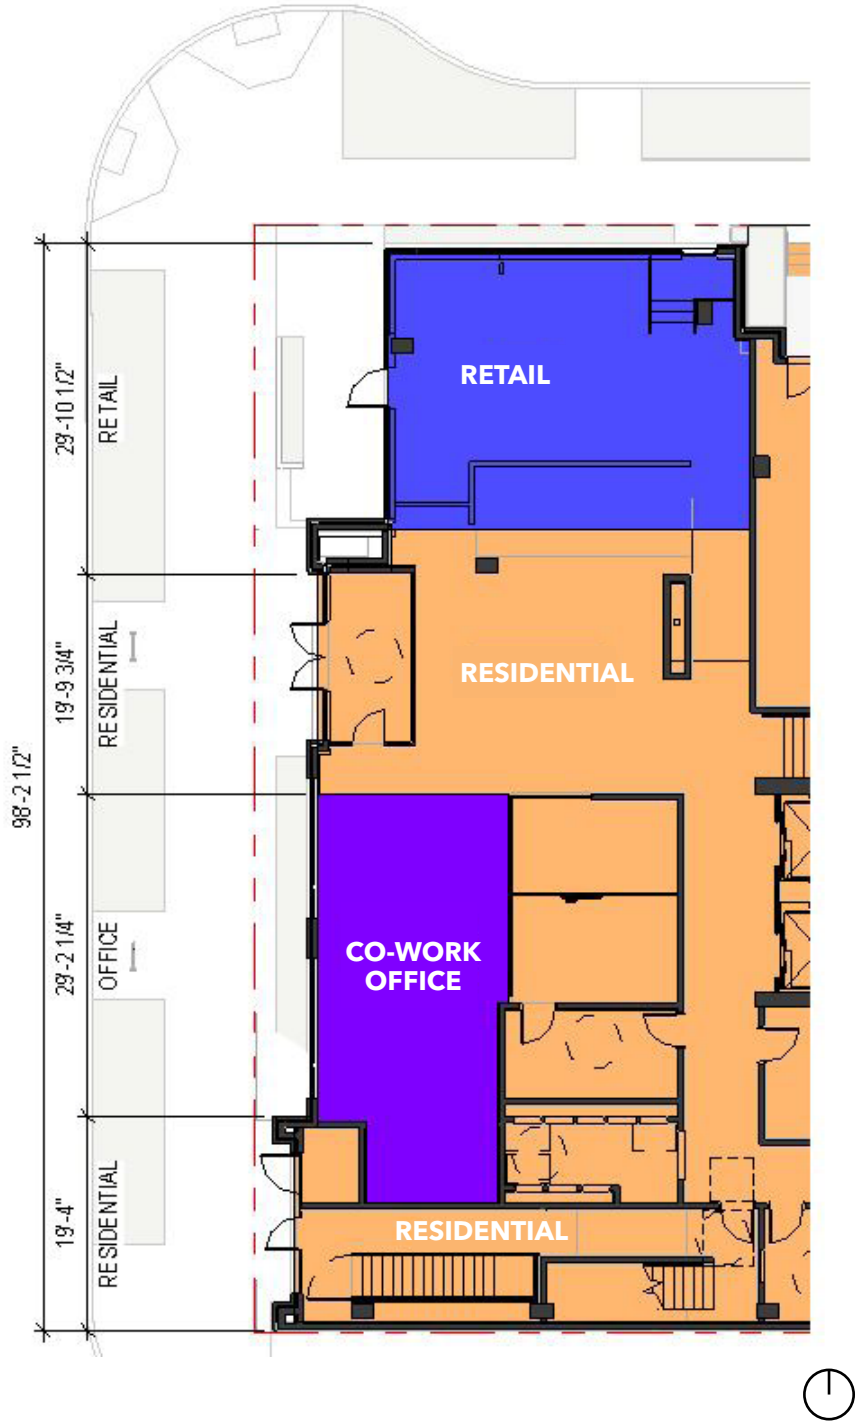 RETAIL
RESIDENTIAL
CO-WORK
OFFICE
RESIDENTIAL
98'-2 1/2"
29'-10 1/2"
RETAIL
19'-9 3/4"
RESIDENTIAL
29'-2 1/4"
OFFICE
19'-4"
RESIDENTIAL